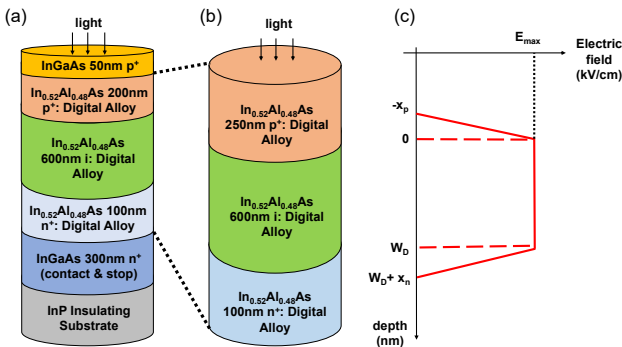 (a)
light
InGaAs 50nm p⁺
In₀.₅₂Al₀.₄₈As 200nm
p⁺: Digital Alloy
In₀.₅₂Al₀.₄₈As
600nm i: Digital
Alloy
In₀.₅₂Al₀.₄₈As 100nm
n⁺: Digital Alloy
InGaAs 300nm n⁺
(contact & stop)
InP Insulating
Substrate
(b)
light
In₀.₅₂Al₀.₄₈As
250nm p⁺: Digital
Alloy
In₀.₅₂Al₀.₄₈As
600nm i: Digital
Alloy
In₀.₅₂Al₀.₄₈As
100nm n⁺: Digital
Alloy
(c)
Eₘₐₓ
Electric
field
(kV/cm)
-xₚ
0
W_D
W_D + xₙ
depth
(nm)